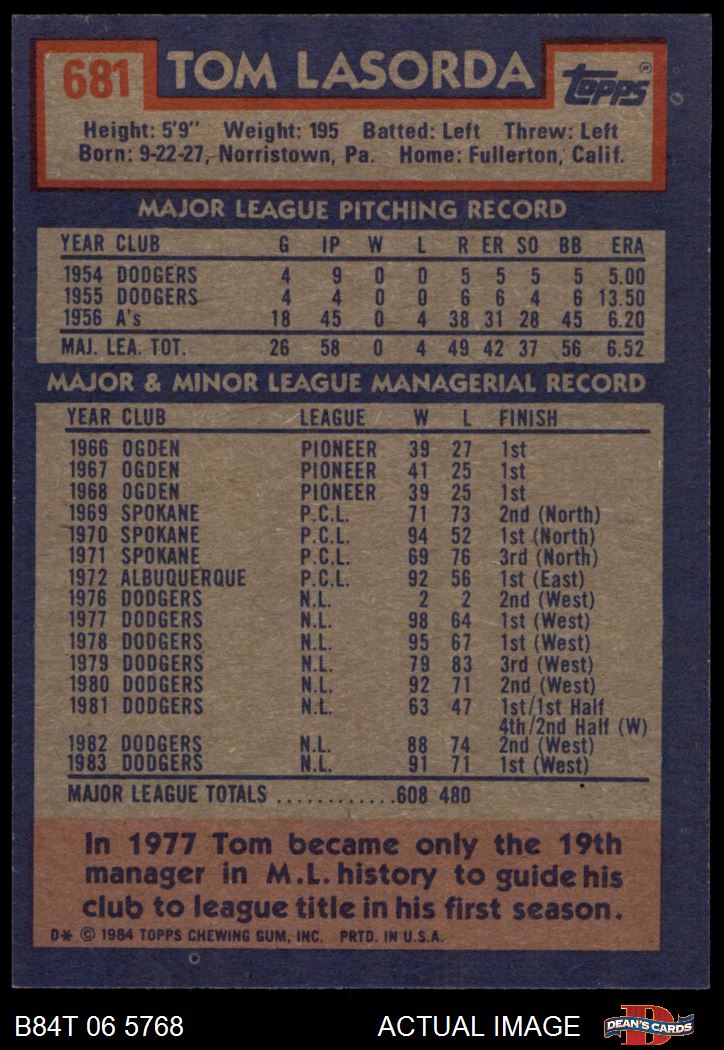 681 TOM LASORDA topps®
Height: 5'9" Weight: 195 Batted: Left Threw: Left
Born: 9-22-27, Norristown, Pa. Home: Fullerton, Calif.
MAJOR LEAGUE PITCHING RECORD
YEAR CLUB G IP W L R ER SO BB ERA
1954 DODGERS 4 9 0 0 5 5 5 5 5.00
1955 DODGERS 4 4 0 0 6 6 4 6 13.50
1956 A's 18 45 0 4 38 31 28 45 6.20
MAJ. LEA. TOT. 26 58 0 4 49 42 37 56 6.52
MAJOR & MINOR LEAGUE MANAGERIAL RECORD
YEAR CLUB LEAGUE W L FINISH
1966 OGDEN PIONEER 39 27 1st
1967 OGDEN PIONEER 41 25 1st
1968 OGDEN PIONEER 39 25 1st
1969 SPOKANE P.C.L. 71 73 2nd (North)
1970 SPOKANE P.C.L. 94 52 1st (North)
1971 SPOKANE P.C.L. 69 76 3rd (North)
1972 ALBUQUERQUE P.C.L. 92 56 1st (East)
1976 DODGERS N.L. 2 2 2nd (West)
1977 DODGERS N.L. 98 64 1st (West)
1978 DODGERS N.L. 95 67 1st (West)
1979 DODGERS N.L. 79 83 3rd (West)
1980 DODGERS N.L. 92 71 2nd (West)
1981 DODGERS N.L. 63 47 1st/1st Half
4th/2nd Half (W)
1982 DODGERS N.L. 88 74 2nd (West)
1983 DODGERS N.L. 91 71 1st (West)
MAJOR LEAGUE TOTALS ............608 480
In 1977 Tom became only the 19th
manager in M.L. history to guide his
club to league title in his first season.
D* © 1984 TOPPS CHEWING GUM, INC. PRTD. IN U.S.A.
B84T 06 5768 ACTUAL IMAGE DEAN'S CARDS